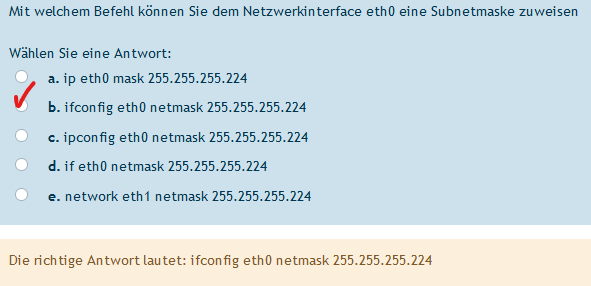 Mit welchem Befehl können Sie dem Netzwerkinterface eth0 eine Subnetmaske zuweisen
Wählen Sie eine Antwort:
a. ip eth0 mask 255.255.255.224
b. ifconfig eth0 netmask 255.255.255.224
c. ipconfig eth0 netmask 255.255.255.224
d. if eth0 netmask 255.255.255.224
e. network eth1 netmask 255.255.255.224
Die richtige Antwort lautet: ifconfig eth0 netmask 255.255.255.224